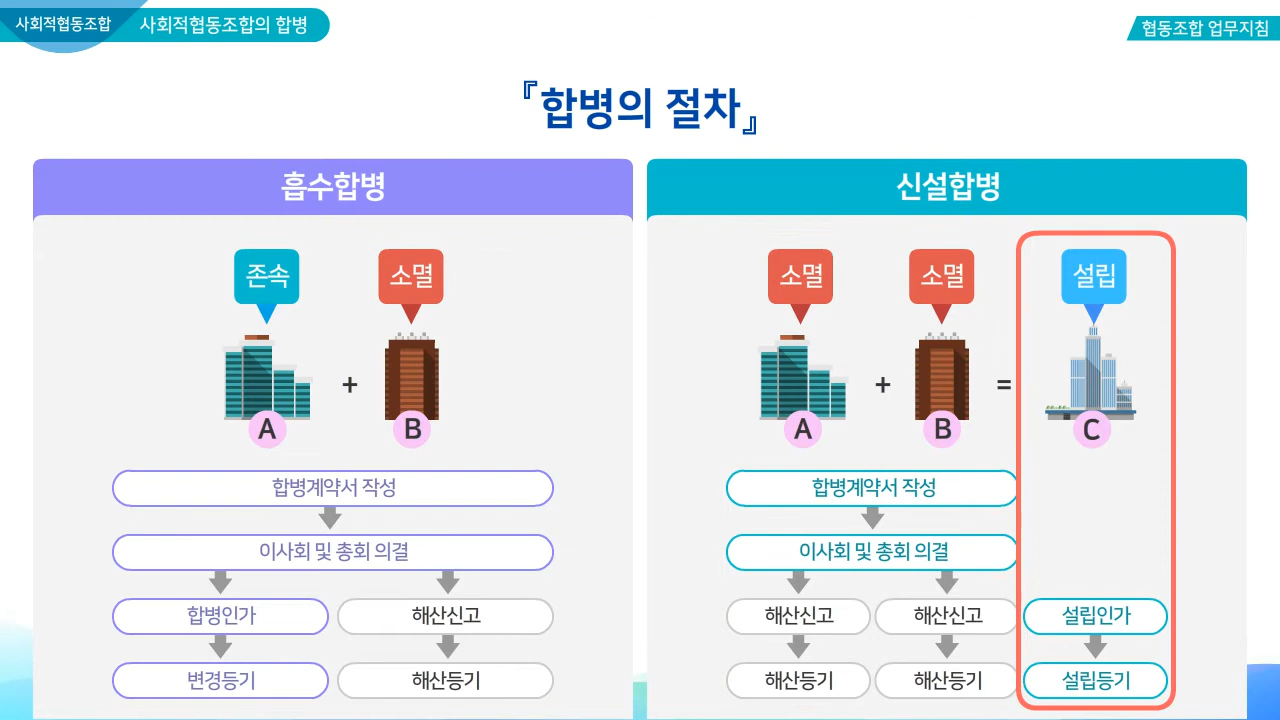 사회적협동조합
사회적협동조합의 합병
협동조합 업무지침
『합병의 절차』
흡수합병
존속
소멸
+
A
B
합병계약서 작성
이사회 및 총회 의결
합병인가
해산신고
변경등기
해산등기
신설합병
소멸
소멸
설립
+
=
A
B
C
합병계약서 작성
이사회 및 총회 의결
해산신고
해산신고
설립인가
해산등기
해산등기
설립등기